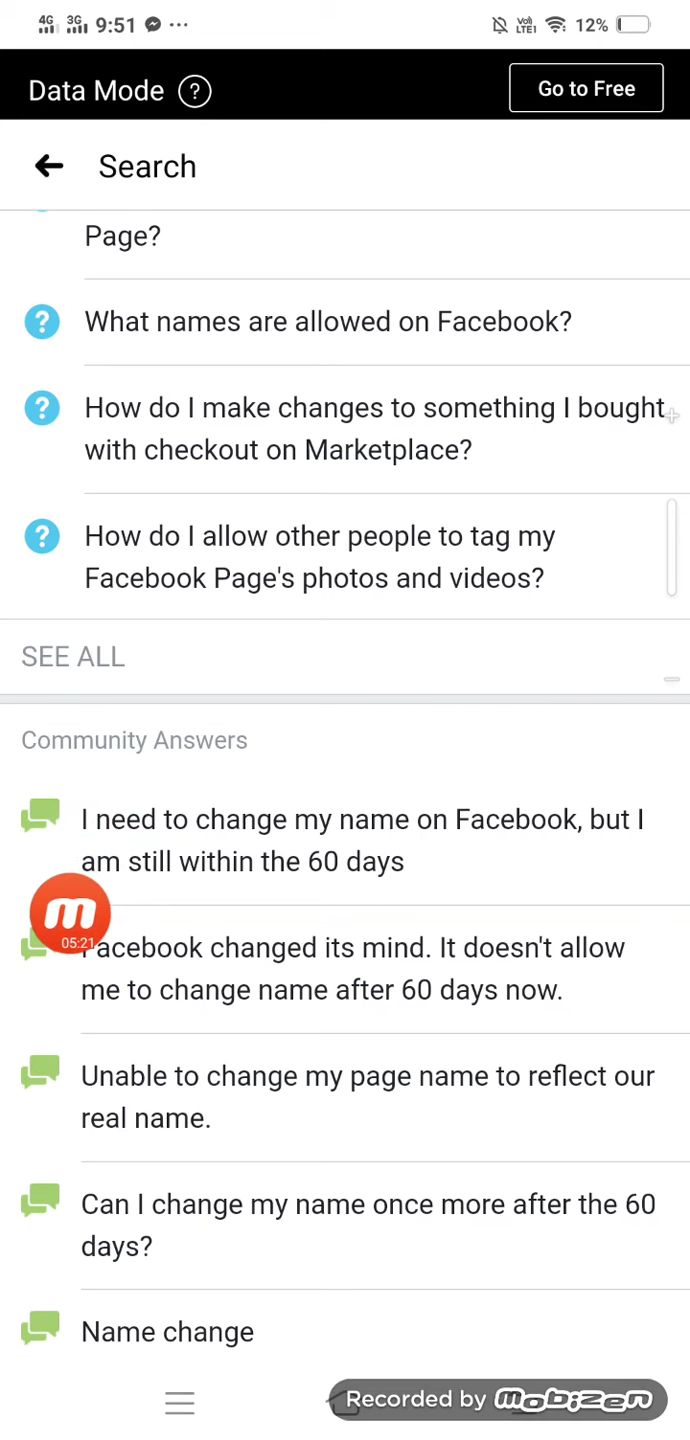 4G 3G 9:51 ... Vo) LTE1 12%
Data Mode ? Go to Free
Search
Page?
? What names are allowed on Facebook?
? How do I make changes to something I bought
with checkout on Marketplace?
? How do I allow other people to tag my
Facebook Page's photos and videos?
SEE ALL
Community Answers
I need to change my name on Facebook, but I
am still within the 60 days
m
05:21
acebook changed its mind. It doesn't allow
me to change name after 60 days now.
Unable to change my page name to reflect our
real name.
Can I change my name once more after the 60
days?
Name change
Recorded by mobizen